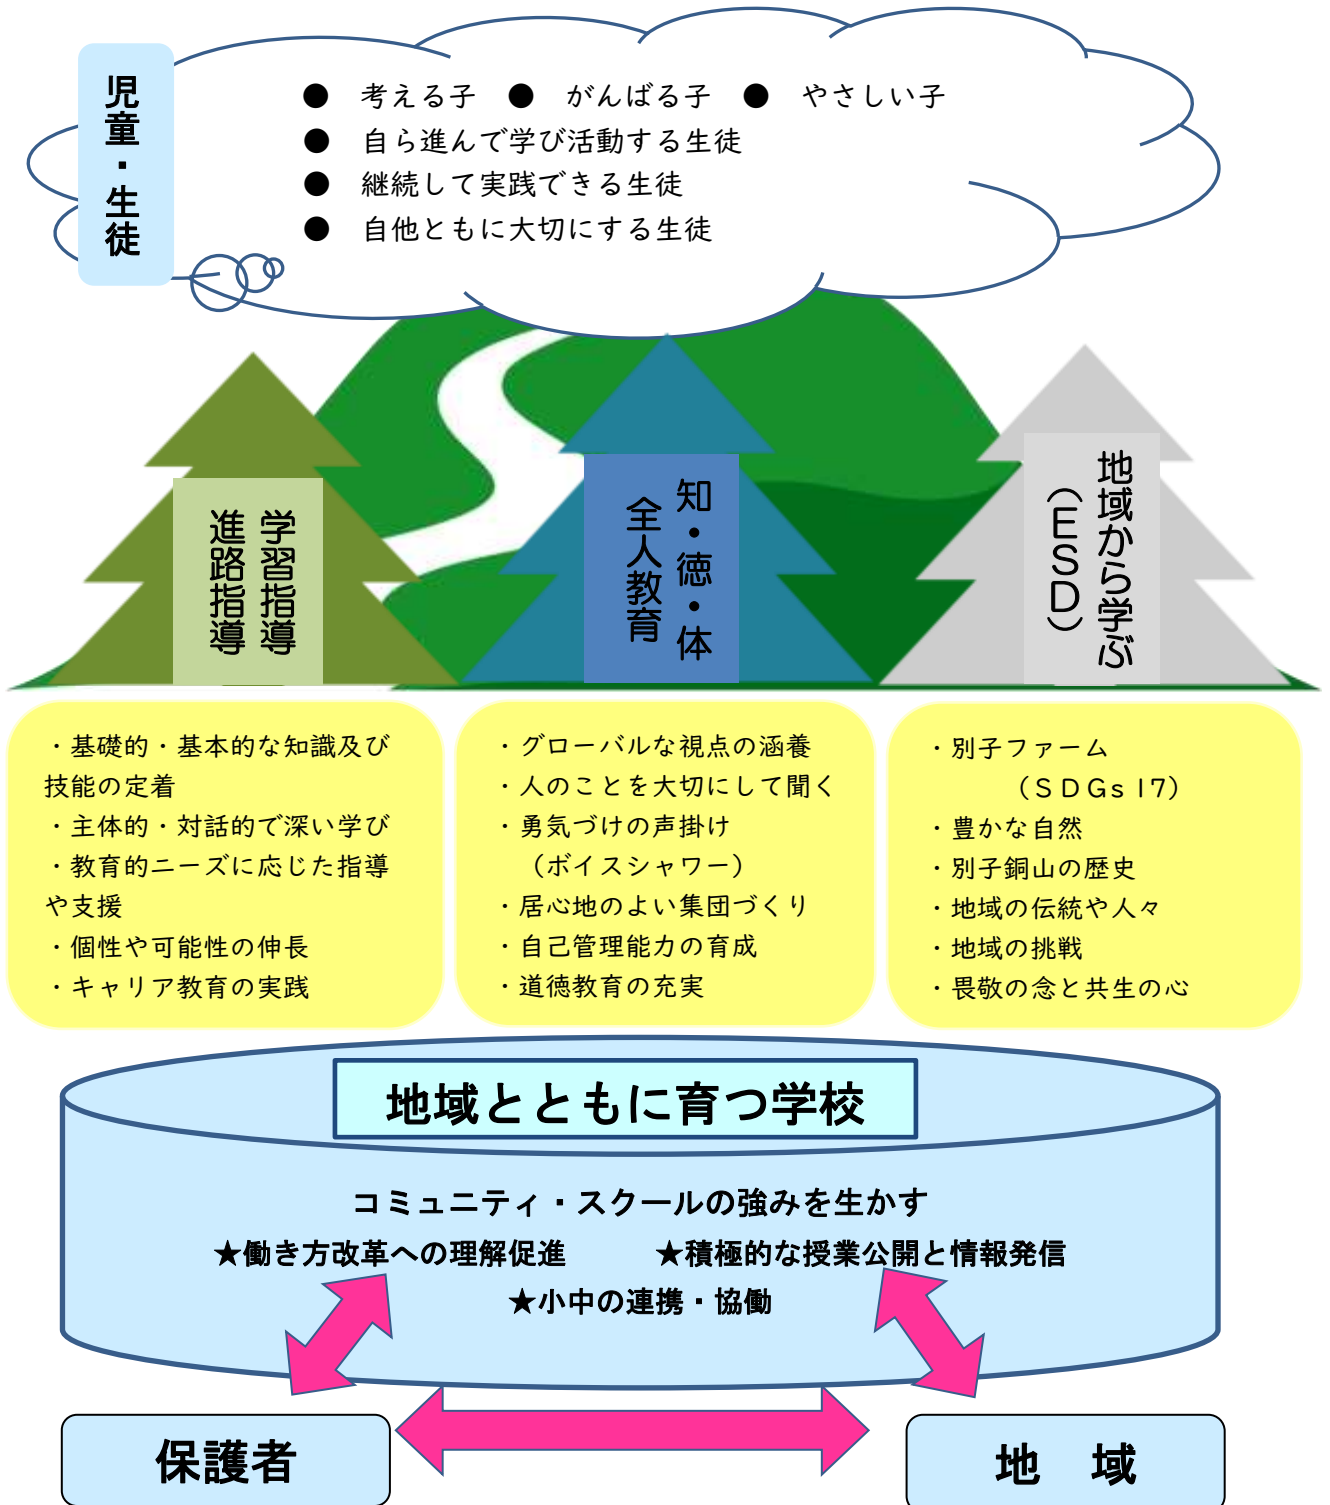 児童・生徒
● 考える子 ● がんばる子 ● やさしい子
● 自ら進んで学び活動する生徒
● 継続して実践できる生徒
● 自他ともに大切にする生徒
学習指導
進路指導
知・徳・体
全人教育
地域から学ぶ
（ＥＳＤ）
・基礎的・基本的な知識及び
技能の定着
・主体的・対話的で深い学び
・教育的ニーズに応じた指導
や支援
・個性や可能性の伸長
・キャリア教育の実践
・グローバルな視点の涵養
・人のことを大切にして聞く
・勇気づけの声掛け
（ボイスシャワー）
・居心地のよい集団づくり
・自己管理能力の育成
・道徳教育の充実
・別子ファーム
（ＳＤＧs 17）
・豊かな自然
・別子銅山の歴史
・地域の伝統や人々
・地域の挑戦
・畏敬の念と共生の心
地域とともに育つ学校
コミュニティ・スクールの強みを生かす
★働き方改革への理解促進 ★積極的な授業公開と情報発信
★小中の連携・協働
保護者
地 域